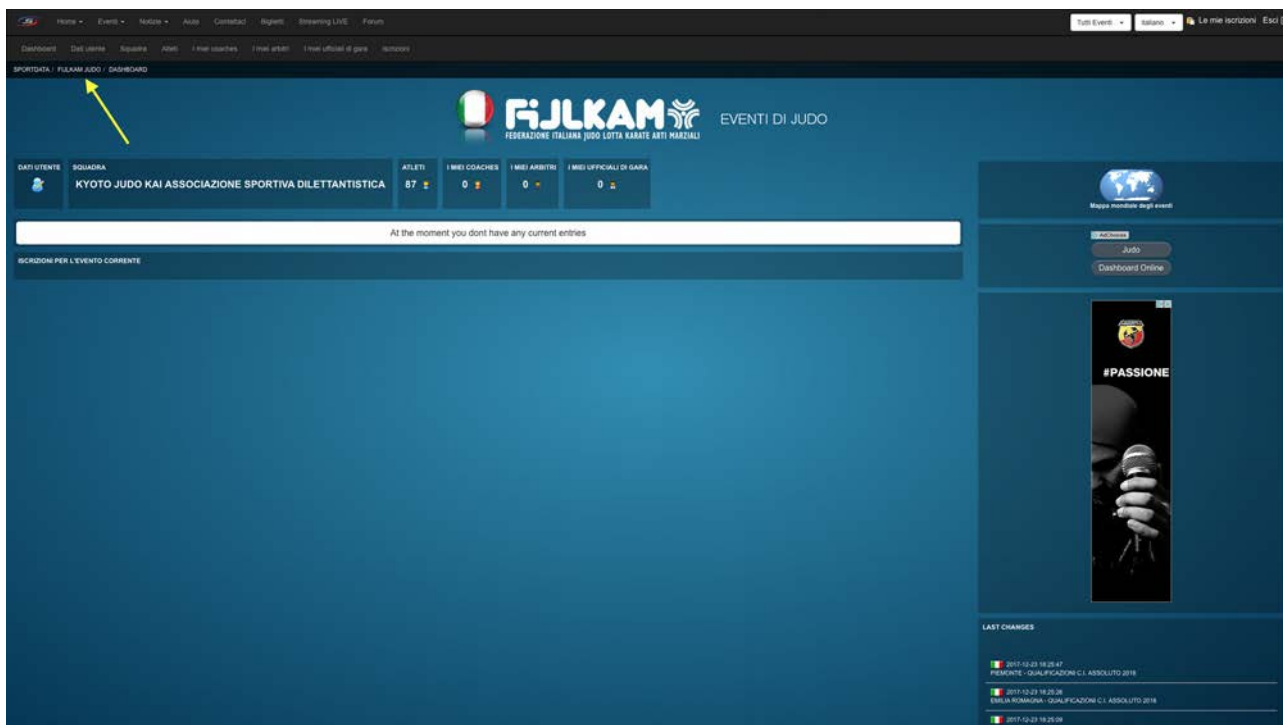 Home Eventi Notizie Aiuto Contattaci Biglietti Streaming LIVE Forum
Tutti Eventi Italiano Le mie iscrizioni Esci
Dashboard Dati utente Squadra Atleti I miei coaches I miei arbitri I miei ufficiali di gara Iscrizioni
SPORTDATA / FIJLKAM JUDO / DASHBOARD
FIJLKAM
FEDERAZIONE ITALIANA JUDO LOTTA KARATE ARTI MARZIALI
EVENTI DI JUDO
DATI UTENTE SQUADRA ATLETI I MIEI COACHES I MIEI ARBITRI I MIEI UFFICIALI DI GARA
KYOTO JUDO KAI ASSOCIAZIONE SPORTIVA DILETTANTISTICA 87 0 0 0
Mappa mondiale degli eventi
At the moment you dont have any current entries
ISCRIZIONI PER L'EVENTO CORRENTE
AdChoices
Judo
Dashboard Online
#PASSIONE
LAST CHANGES
2017-12-23 18:25:47
PIEMONTE - QUALIFICAZIONI C.I. ASSOLUTO 2018
2017-12-23 18:25:26
EMILIA ROMAGNA - QUALIFICAZIONI C.I. ASSOLUTO 2018
2017-12-23 18:25:09